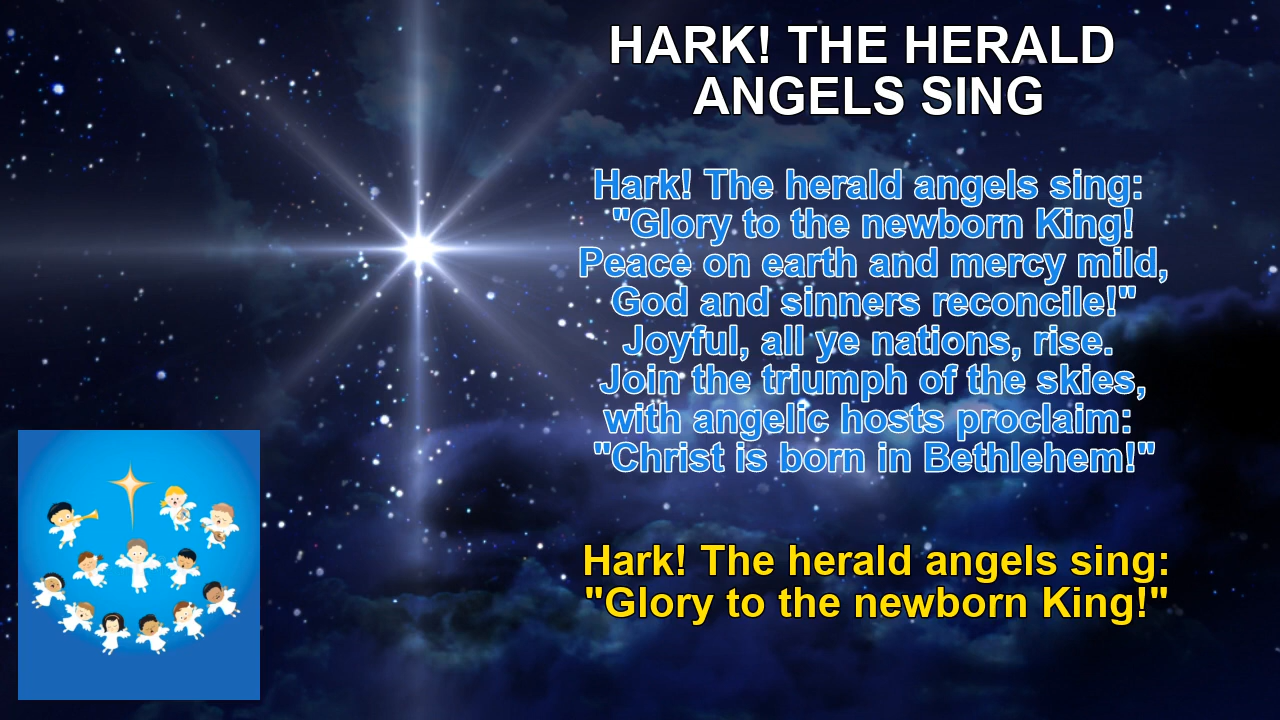 HARK! THE HERALD
ANGELS SING
Hark! The herald angels sing:
"Glory to the newborn King!
Peace on earth and mercy mild,
God and sinners reconcile!"
Joyful, all ye nations, rise.
Join the triumph of the skies,
with angelic hosts proclaim:
"Christ is born in Bethlehem!"
Hark! The herald angels sing:
"Glory to the newborn King!"